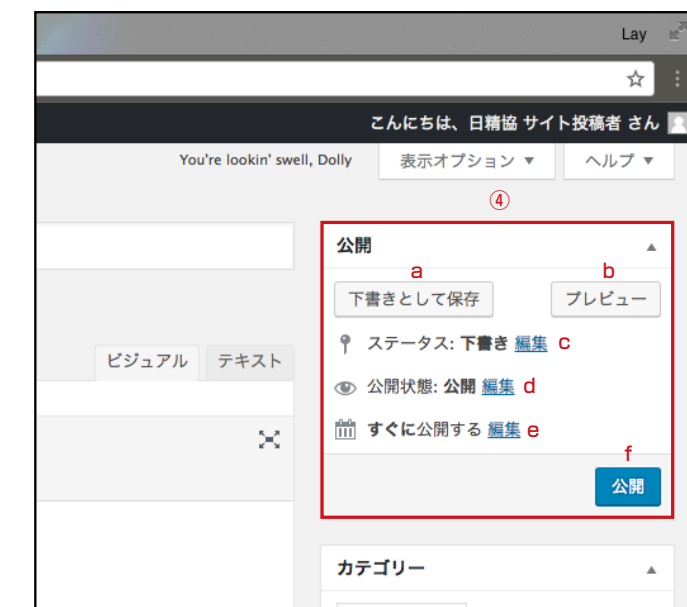 Lay
こんにちは、日精協 サイト投稿者 さん
You're lookin' swell, Dolly 表示オプション ▼ ヘルプ ▼
④
公開 ▲
a b
下書きとして保存 プレビュー
ステータス: 下書き 編集 c
ビジュアル テキスト
公開状態: 公開 編集 d
すぐに公開する 編集 e
f
公開
カテゴリー ▲